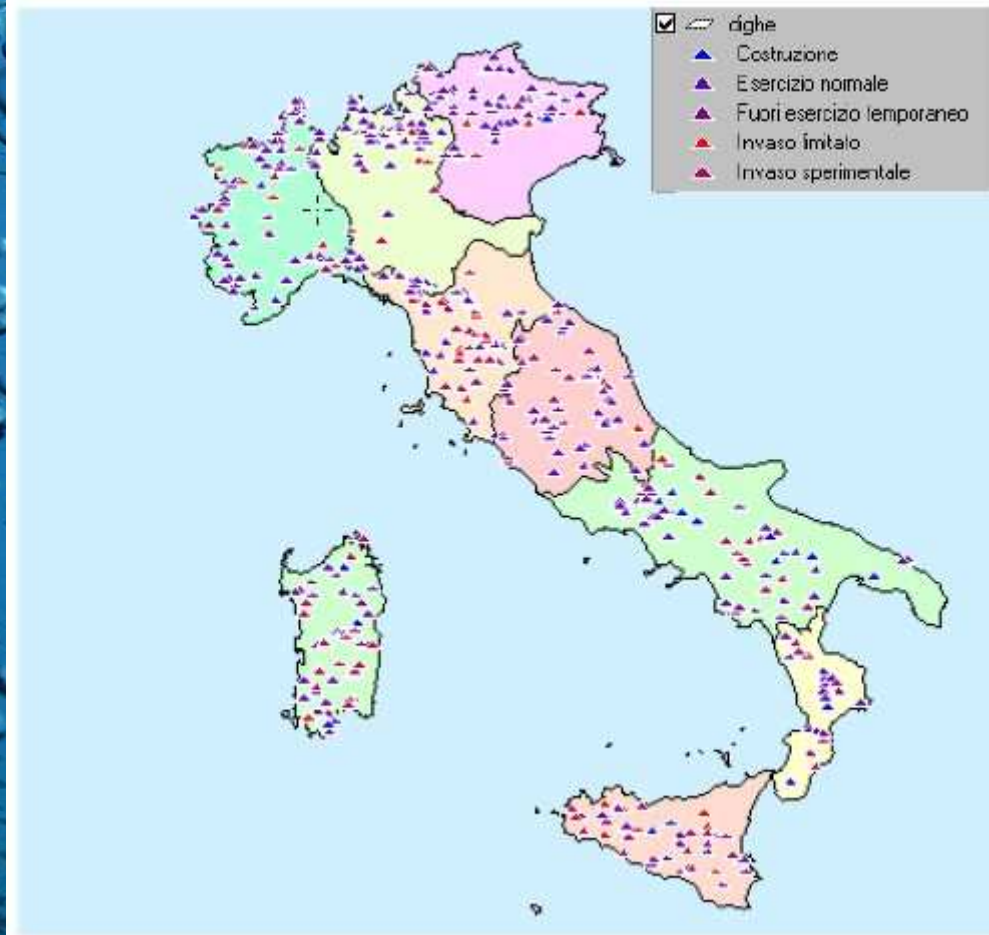 dighe
Costruzione
Esercizio normale
Fuori esercizio temporaneo
Invaso limitato
Invaso sperimentale